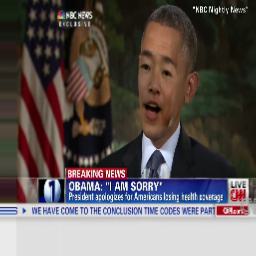 NBC NEWS
EXCLUSIVE
"NBC Nightly News"
BREAKING NEWS
OBAMA: "I AM SORRY"
1
President apologizes for Americans losing health coverage
LIVE
CNN
WE HAVE COME TO THE CONCLUSION TIME CODES WERE PART